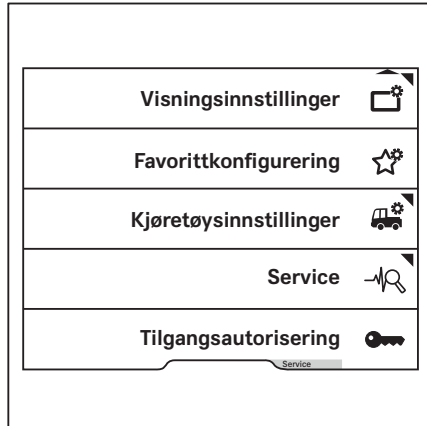 Visningsinnstillinger
Favorittkonfigurering
Kjøretøysinnstillinger
Service
Tilgangsautorisering
Service